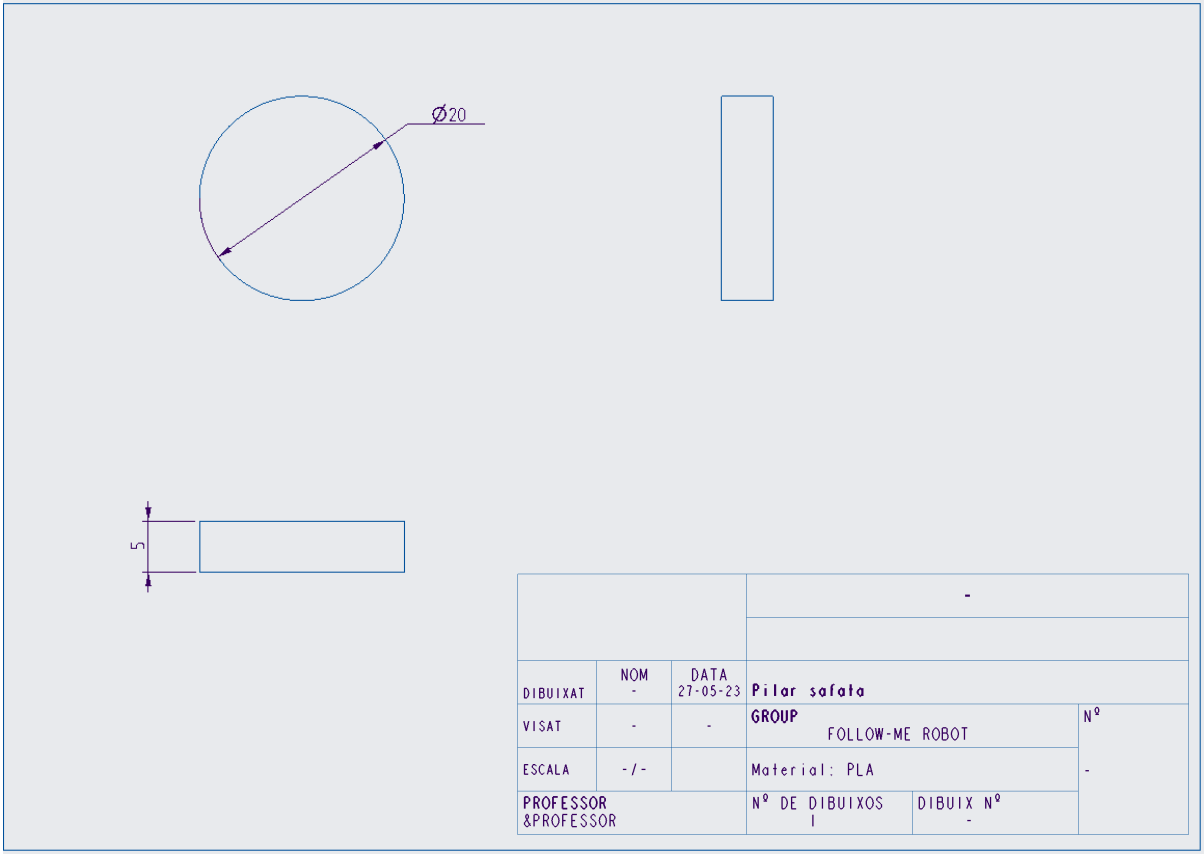 Ø20
5
-
NOM DATA
DIBUIXAT - 27-05-23 Pilar safata
VISAT - - GROUP Nº
FOLLOW-ME ROBOT
ESCALA -/- Material: PLA -
PROFESSOR Nº DE DIBUIXOS DIBUIX Nº
&PROFESSOR 1 -